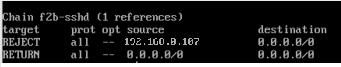 Chain f2b-sshd (1 references)
target prot opt source destination
REJECT all -- 192.168.0.107 0.0.0.0/0
RETURN all -- 0.0.0.0/0 0.0.0.0/0